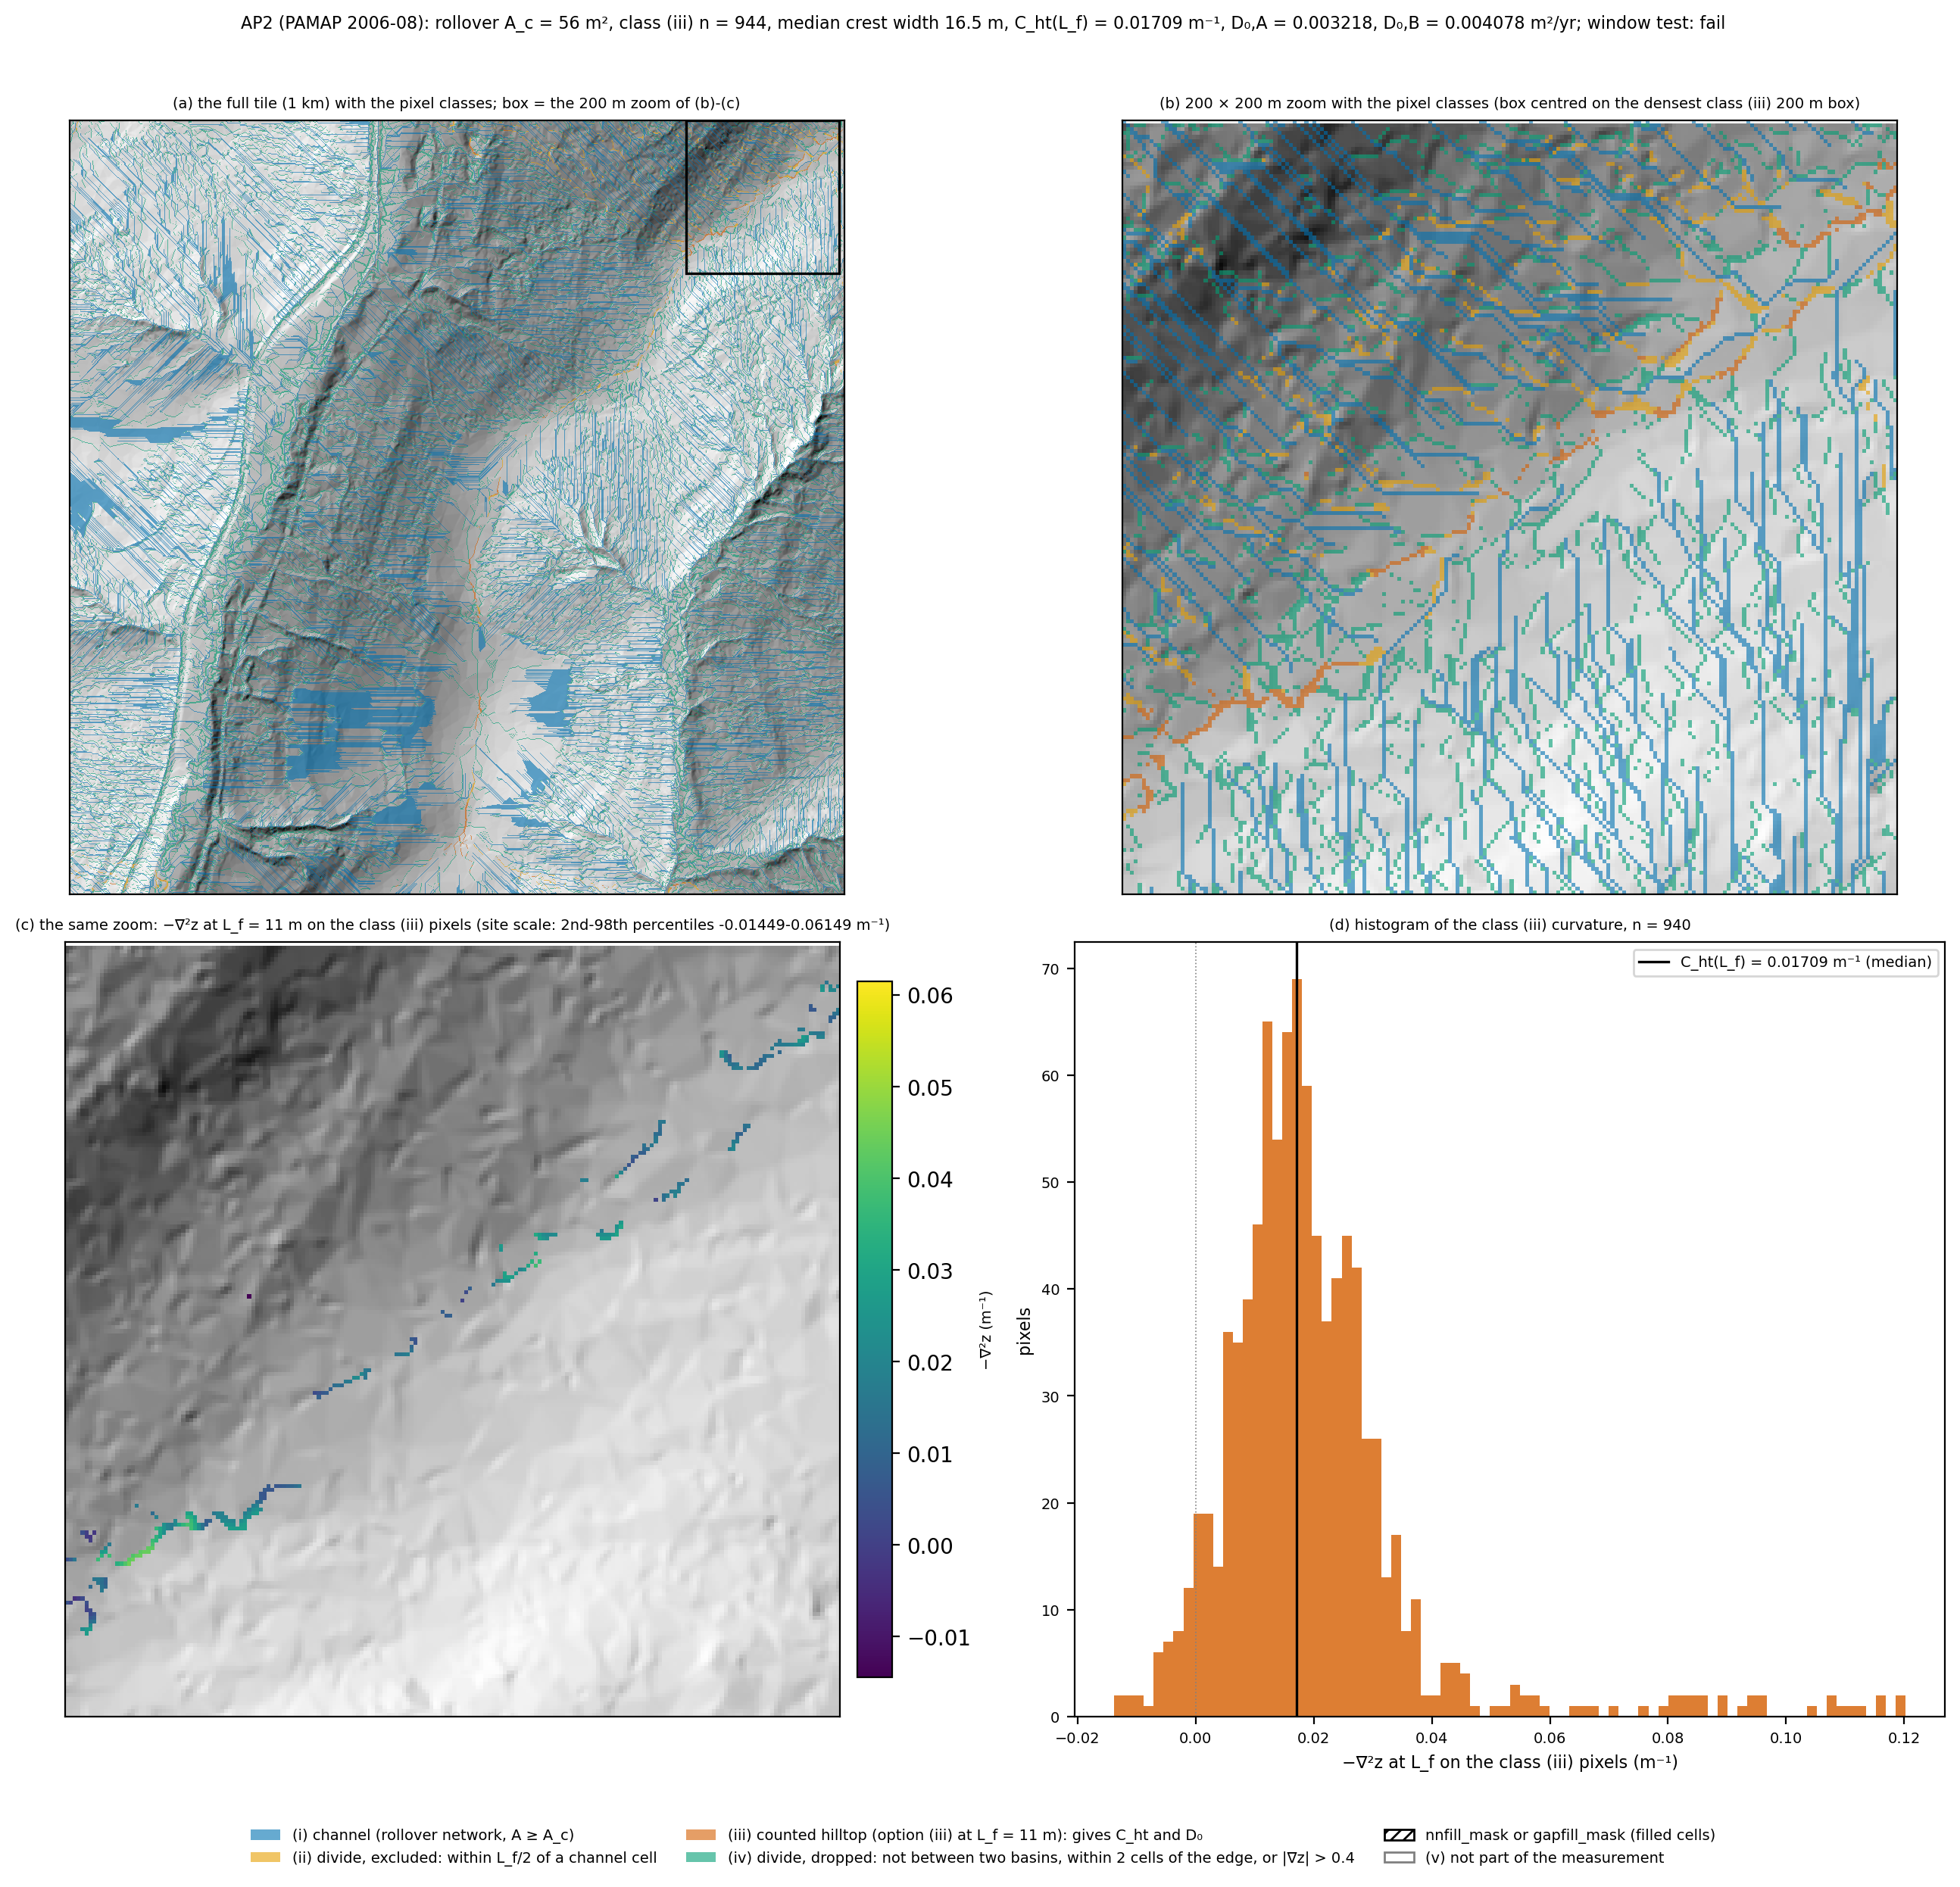 AP2 (PAMAP 2006-08): rollover A_c = 56 m², class (iii) n = 944, median crest width 16.5 m, C_ht(L_f) = 0.01709 m⁻¹, D₀,A = 0.003218, D₀,B = 0.004078 m²/yr; window test: fail
(a) the full tile (1 km) with the pixel classes; box = the 200 m zoom of (b)-(c)
(b) 200 × 200 m zoom with the pixel classes (box centred on the densest class (iii) 200 m box)
(c) the same zoom: −∇²z at L_f = 11 m on the class (iii) pixels (site scale: 2nd-98th percentiles -0.01449-0.06149 m⁻¹)
0.06
0.05
0.04
0.03
0.02
0.01
0.00
−0.01
−∇²z (m⁻¹)
(d) histogram of the class (iii) curvature, n = 940
C_ht(L_f) = 0.01709 m⁻¹ (median)
70
60
50
40
30
20
10
0
pixels
−0.02 0.00 0.02 0.04 0.06 0.08 0.10 0.12
−∇²z at L_f on the class (iii) pixels (m⁻¹)
(i) channel (rollover network, A ≥ A_c)
(ii) divide, excluded: within L_f/2 of a channel cell
(iii) counted hilltop (option (iii) at L_f = 11 m): gives C_ht and D₀
(iv) divide, dropped: not between two basins, within 2 cells of the edge, or |∇z| > 0.4
nnfill_mask or gapfill_mask (filled cells)
(v) not part of the measurement